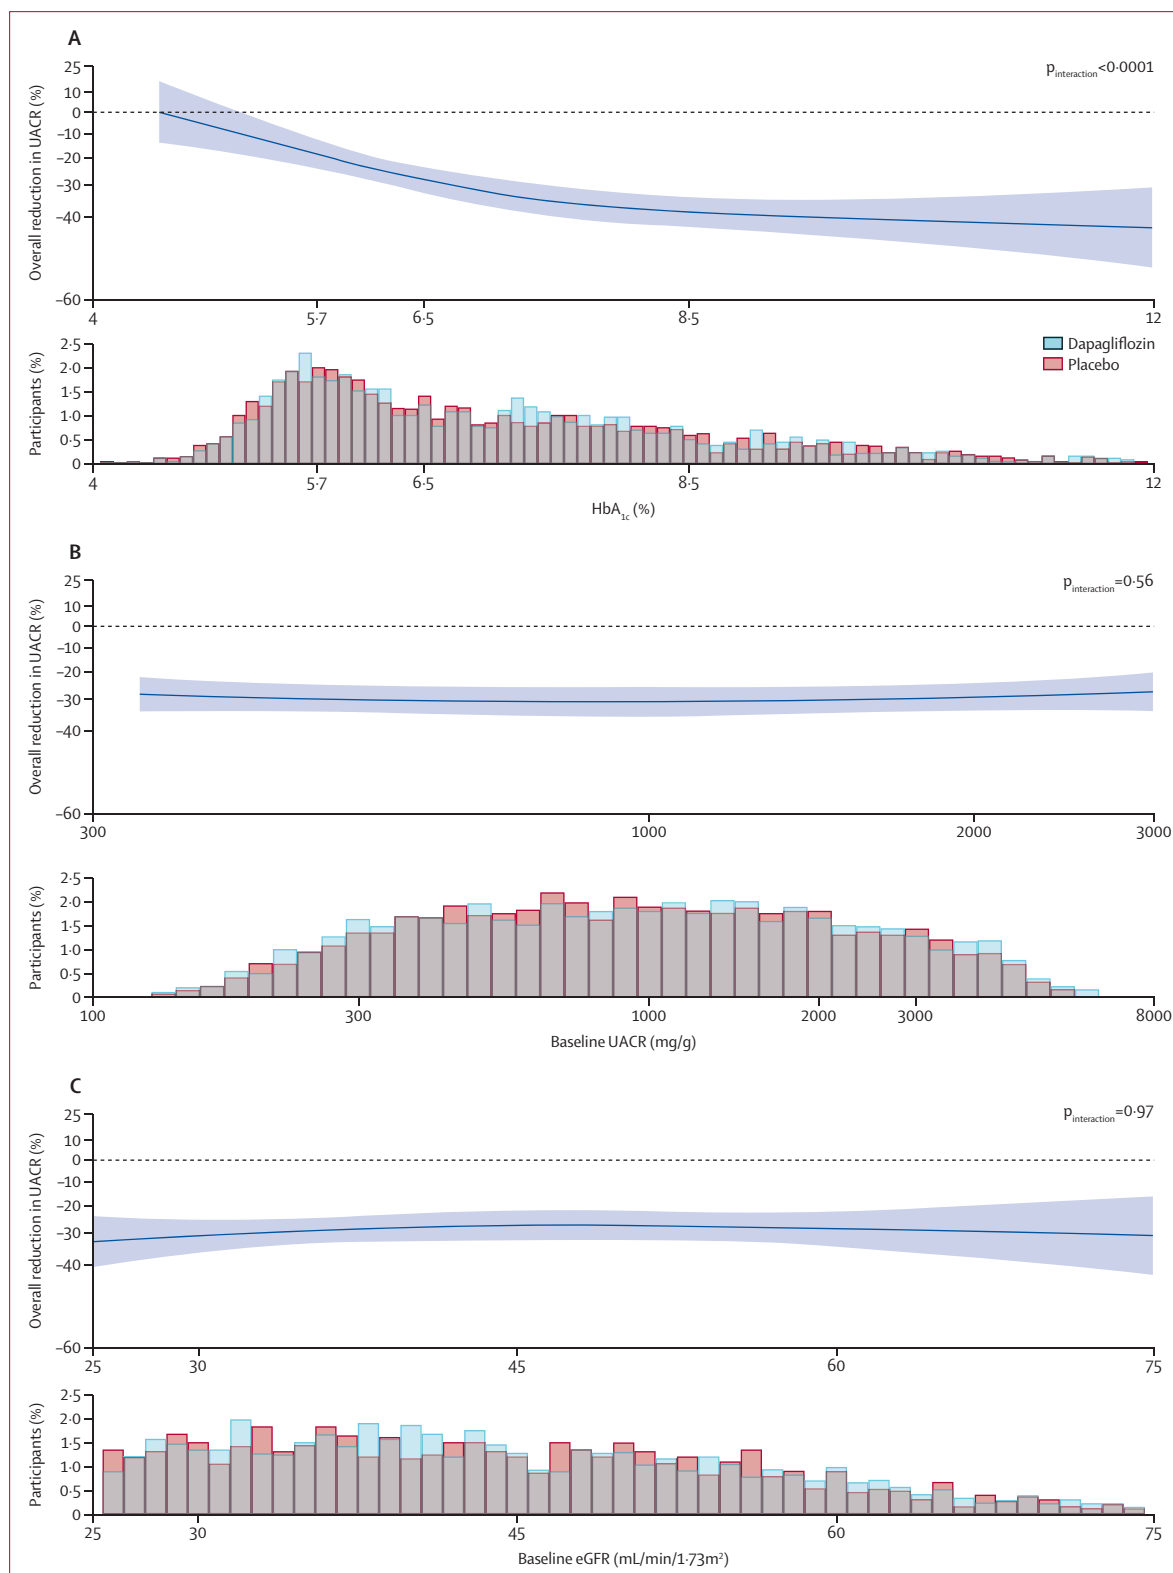 A
Overall reduction in UACR (%)
25
10
0
–10
–20
–30
–40
–60
p interaction<0·0001
4 5·7 6·5 8·5 12
Dapagliflozin
Placebo
Participants (%)
2·5
2·0
1·5
1·0
0·5
0
4 5·7 6·5 8·5 12
HbA1c (%)
B
Overall reduction in UACR (%)
25
10
0
–10
–20
–30
–40
–60
p interaction=0·56
300 1000 2000 3000
Participants (%)
2·5
2·0
1·5
1·0
0·5
0
100 300 1000 2000 3000 8000
Baseline UACR (mg/g)
C
Overall reduction in UACR (%)
25
10
0
–10
–20
–30
–40
–60
p interaction=0·97
25 30 45 60 75
Participants (%)
2·5
2·0
1·5
1·0
0·5
0
25 30 45 60 75
Baseline eGFR (mL/min/1·73m²)